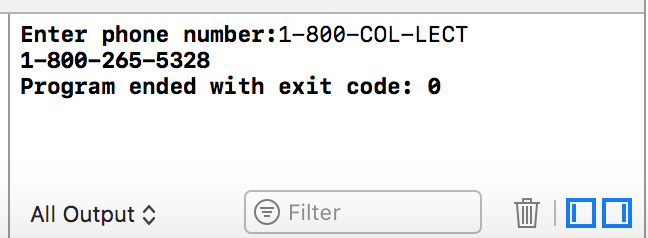 Enter phone number:1-800-COL-LECT
1-800-265-5328
Program ended with exit code: 0
All Output Filter